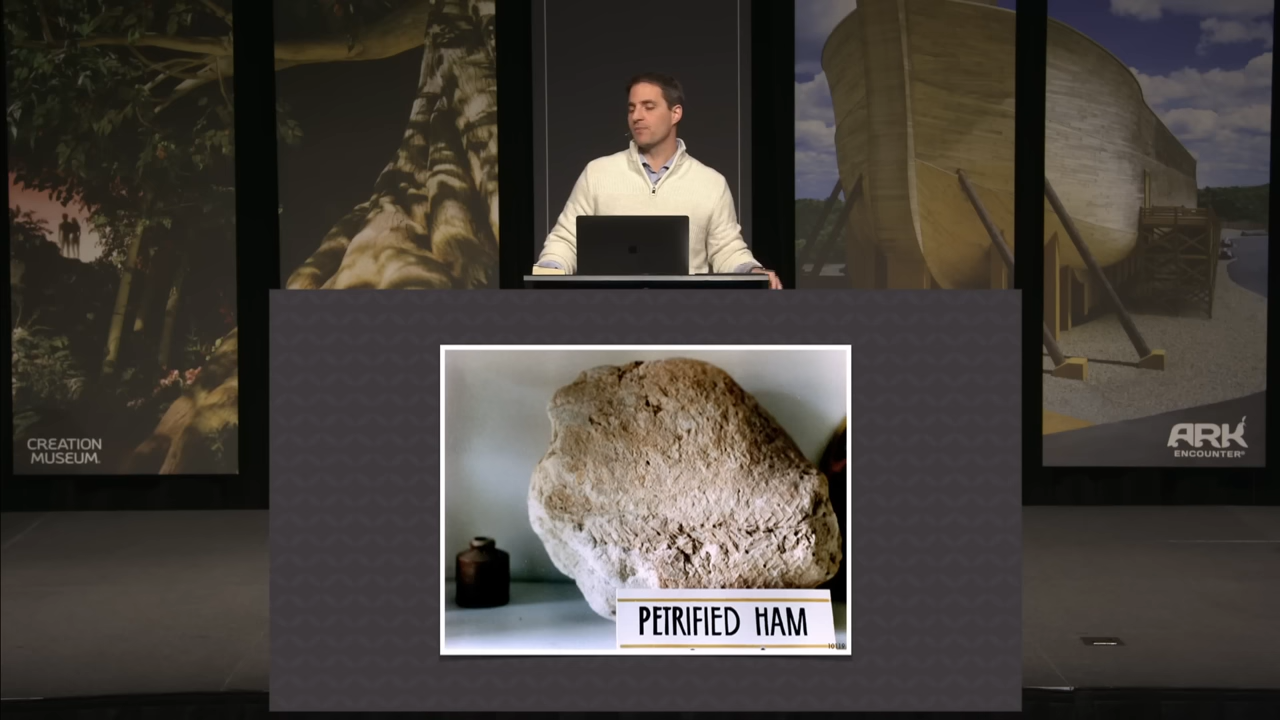 CREATION
MUSEUM
ARK
ENCOUNTER
PETRIFIED HAM